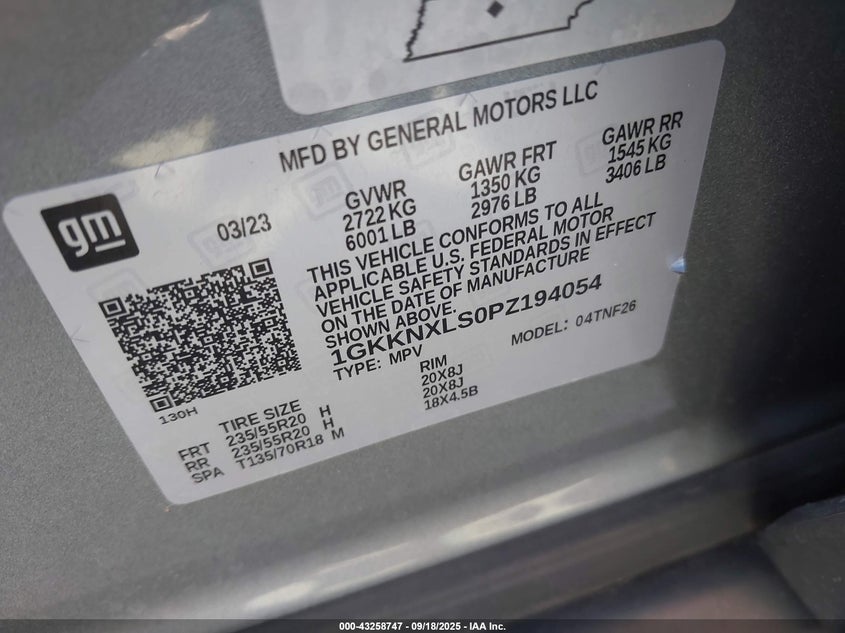 MFD BY GENERAL MOTORS LLC
gm
03/23
GVWR
2722 KG
6001 LB
GAWR FRT
1350 KG
2976 LB
GAWR RR
1545 KG
3406 LB
THIS VEHICLE CONFORMS TO ALL
APPLICABLE U.S. FEDERAL MOTOR
VEHICLE SAFETY STANDARDS IN EFFECT
ON THE DATE OF MANUFACTURE
SHOWN ABOVE.
1GKKNXLS0PZ194054
TYPE: MPV
MODEL: 04TNF26
130H
TIRE SIZE
RIM
FRT 235/55R20 H 20X8J
RR 235/55R20 H 20X8J
SPA T135/70R18 M 18X4.5B
000-43258747 - 09/18/2025 - IAA Inc.